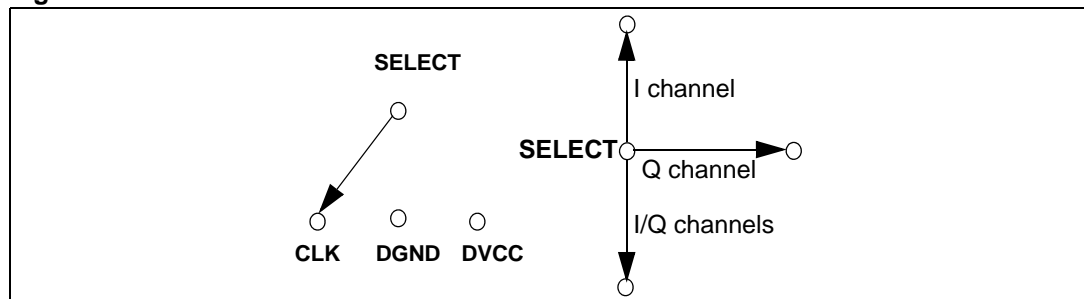 SELECT
CLK DGND DVCC
I channel
SELECT
Q channel
I/Q channels